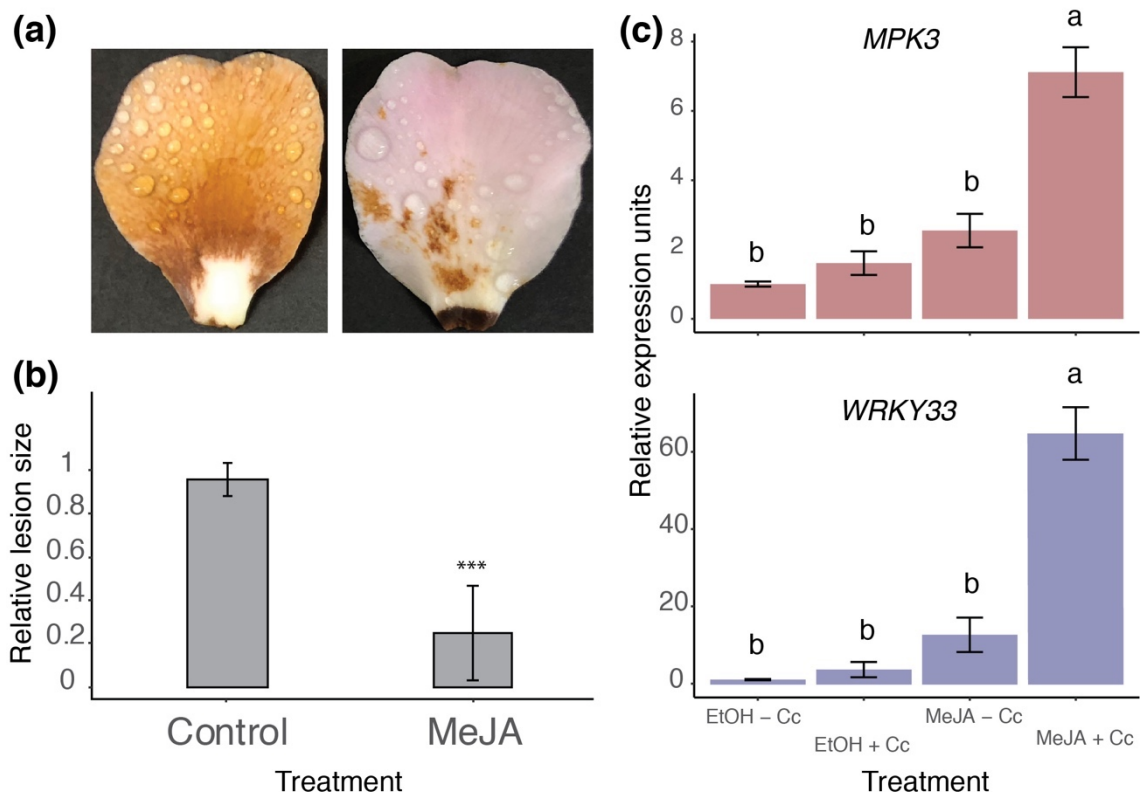 (a)
(b)
Relative lesion size
1
0.8
0.6
0.4
0.2
0
***
Control
MeJA
Treatment
(c)
Relative expression units
MPK3
8
6
4
2
0
b
b
b
a
WRKY33
60
40
20
0
b
b
b
a
EtOH – Cc
EtOH + Cc
MeJA – Cc
MeJA + Cc
Treatment